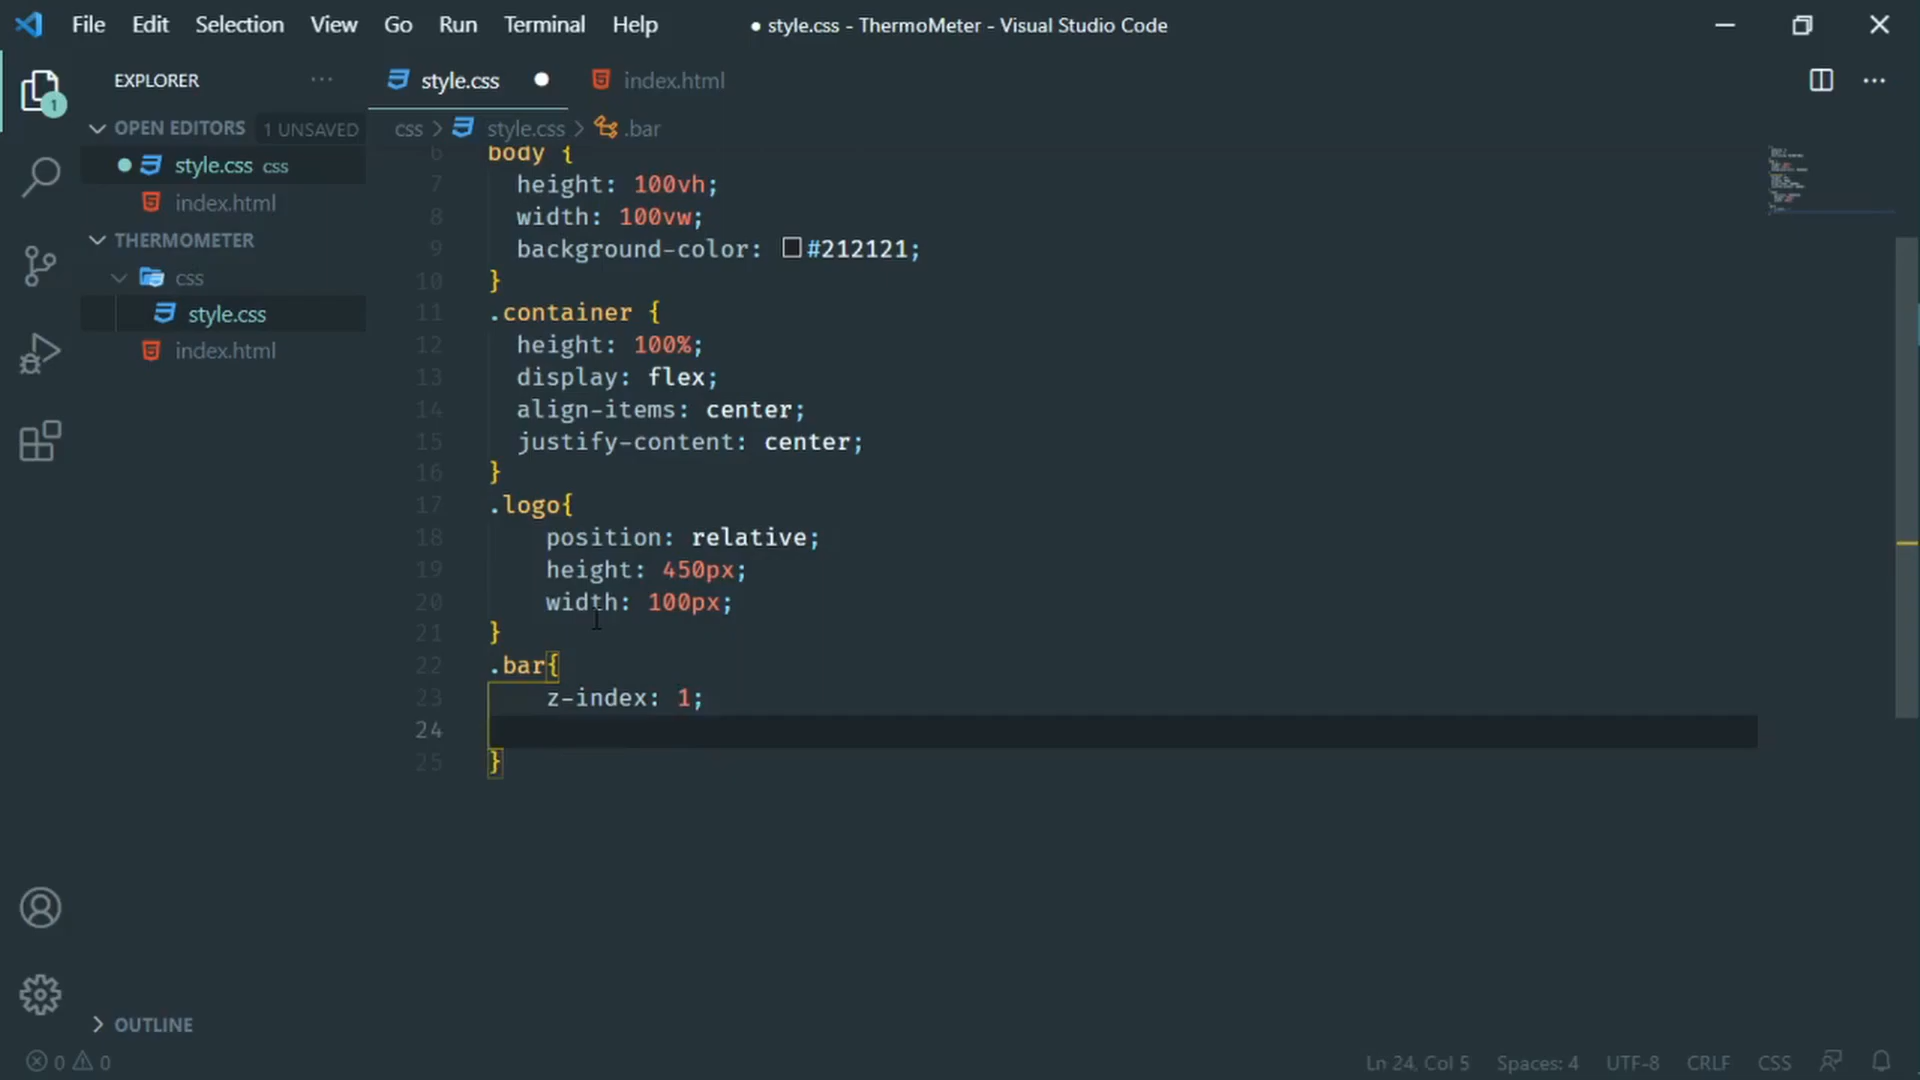 File Edit Selection View Go Run Terminal Help
● style.css - ThermoMeter - Visual Studio Code
EXPLORER
style.css
index.html
1
OPEN EDITORS 1 UNSAVED
css > style.css > .bar
style.css css
index.html
THERMOMETER
css
style.css
index.html
6 body {
7 height: 100vh;
8 width: 100vw;
9 background-color: #212121;
10 }
11 .container {
12 height: 100%;
13 display: flex;
14 align-items: center;
15 justify-content: center;
16 }
17 .logo{
18 position: relative;
19 height: 450px;
20 width: 100px;
21 }
22 .bar{
23 z-index: 1;
24
25 }
OUTLINE
0 0
Ln 24, Col 5 Spaces: 4 UTF-8 CRLF CSS